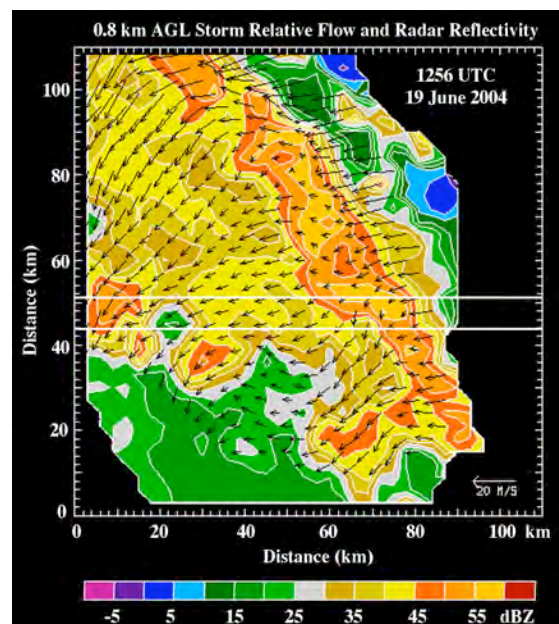 0.8 km AGL Storm Relative Flow and Radar Reflectivity
1256 UTC
19 June 2004
100
80
60
40
20
0
Distance (km)
20 M/S
0 20 40 60 80 100
Distance (km)
-5 5 15 25 35 45 55 dBZ